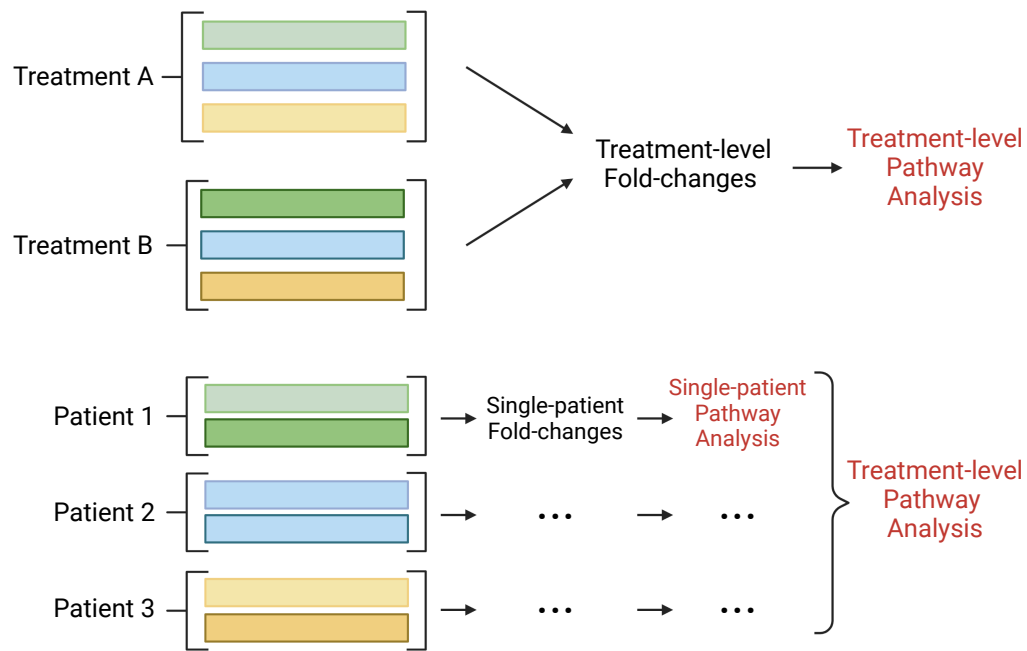 Treatment A
Treatment B
Treatment-level
Fold-changes
Treatment-level
Pathway
Analysis
Patient 1
Single-patient
Fold-changes
Single-patient
Pathway
Analysis
Patient 2
...
...
Patient 3
...
...
Treatment-level
Pathway
Analysis